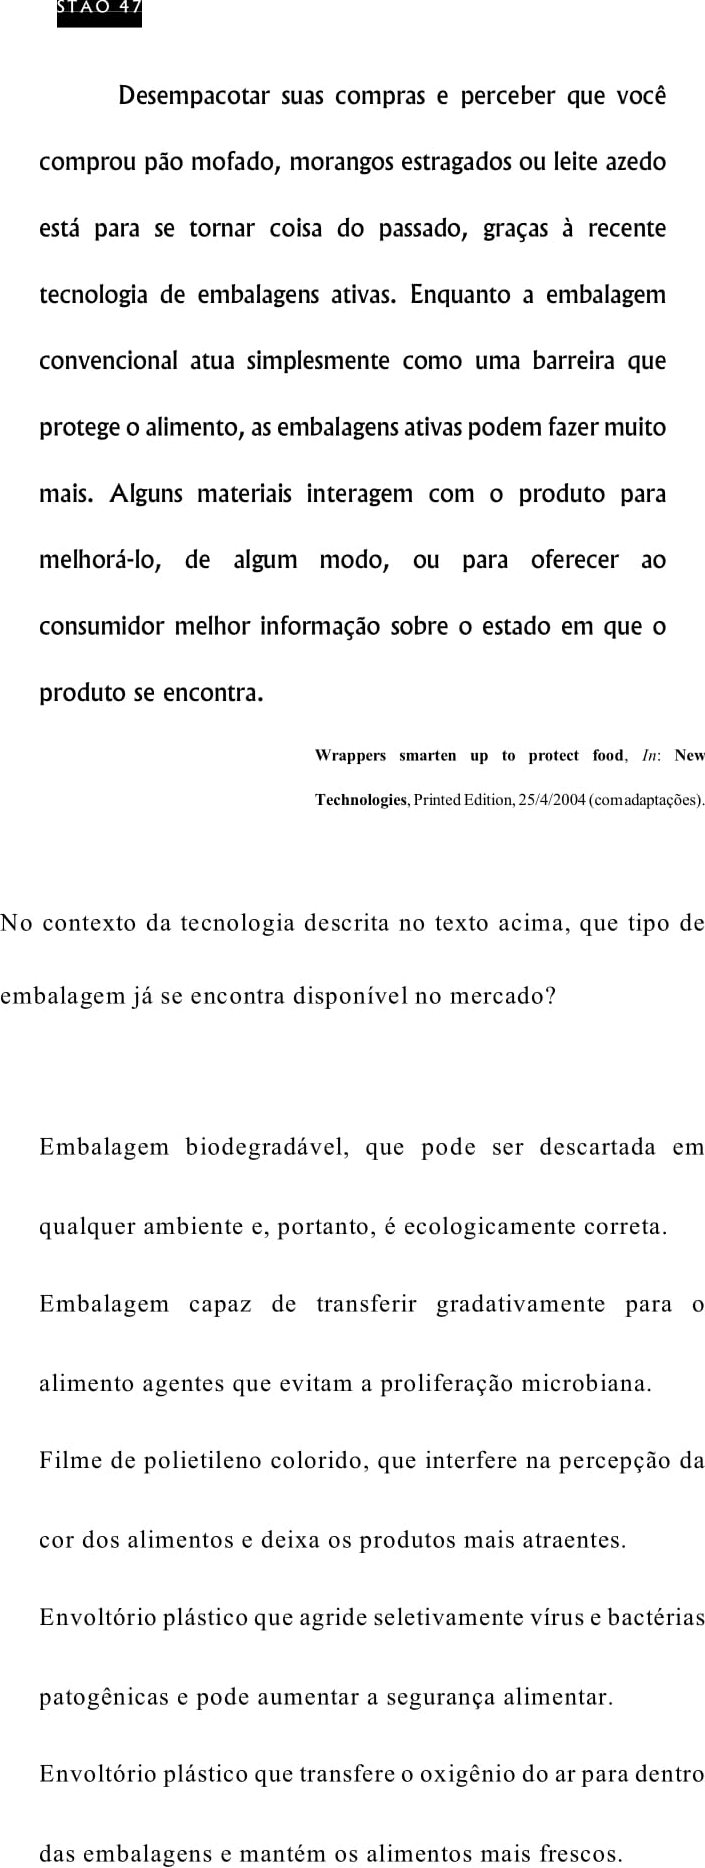 STÃO 47
Desempacotar suas compras e perceber que você
comprou pão mofado, morangos estragados ou leite azedo
está para se tornar coisa do passado, graças à recente
tecnologia de embalagens ativas. Enquanto a embalagem
convencional atua simplesmente como uma barreira que
protege o alimento, as embalagens ativas podem fazer muito
mais. Alguns materiais interagem com o produto para
melhorá-lo, de algum modo, ou para oferecer ao
consumidor melhor informação sobre o estado em que o
produto se encontra.
Wrappers smarten up to protect food, In: New
Technologies, Printed Edition, 25/4/2004 (com adaptações).
No contexto da tecnologia descrita no texto acima, que tipo de
embalagem já se encontra disponível no mercado?
Embalagem biodegradável, que pode ser descartada em
qualquer ambiente e, portanto, é ecologicamente correta.
Embalagem capaz de transferir gradativamente para o
alimento agentes que evitam a proliferação microbiana.
Filme de polietileno colorido, que interfere na percepção da
cor dos alimentos e deixa os produtos mais atraentes.
Envoltório plástico que agride seletivamente vírus e bactérias
patogênicas e pode aumentar a segurança alimentar.
Envoltório plástico que transfere o oxigênio do ar para dentro
das embalagens e mantém os alimentos mais frescos.